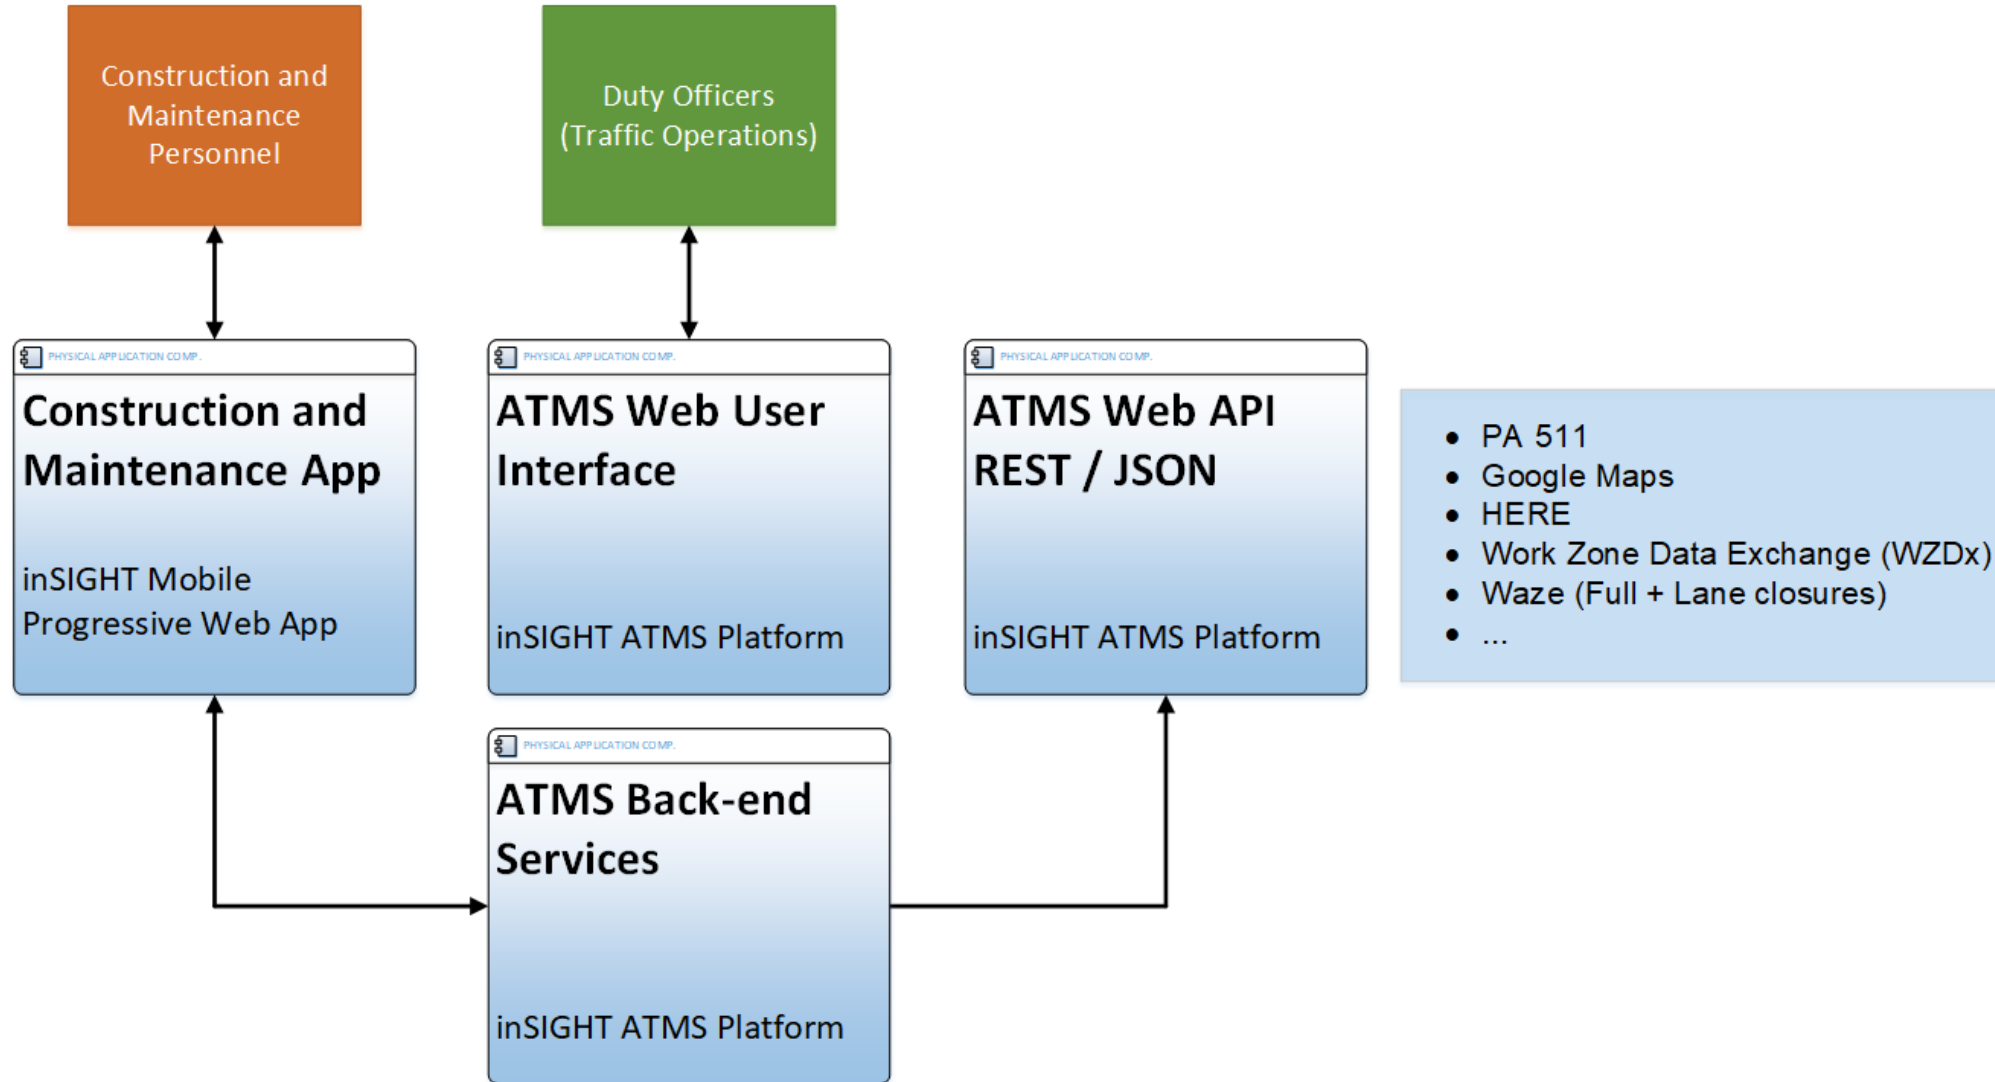 Construction and
Maintenance
Personnel
Duty Officers
(Traffic Operations)
PHYSICAL APPLICATION COMP.
Construction and
Maintenance App
inSIGHT Mobile
Progressive Web App
PHYSICAL APPLICATION COMP.
ATMS Web User
Interface
inSIGHT ATMS Platform
PHYSICAL APPLICATION COMP.
ATMS Web API
REST / JSON
inSIGHT ATMS Platform
• PA 511
• Google Maps
• HERE
• Work Zone Data Exchange (WZDx)
• Waze (Full + Lane closures)
• ...
PHYSICAL APPLICATION COMP.
ATMS Back-end
Services
inSIGHT ATMS Platform